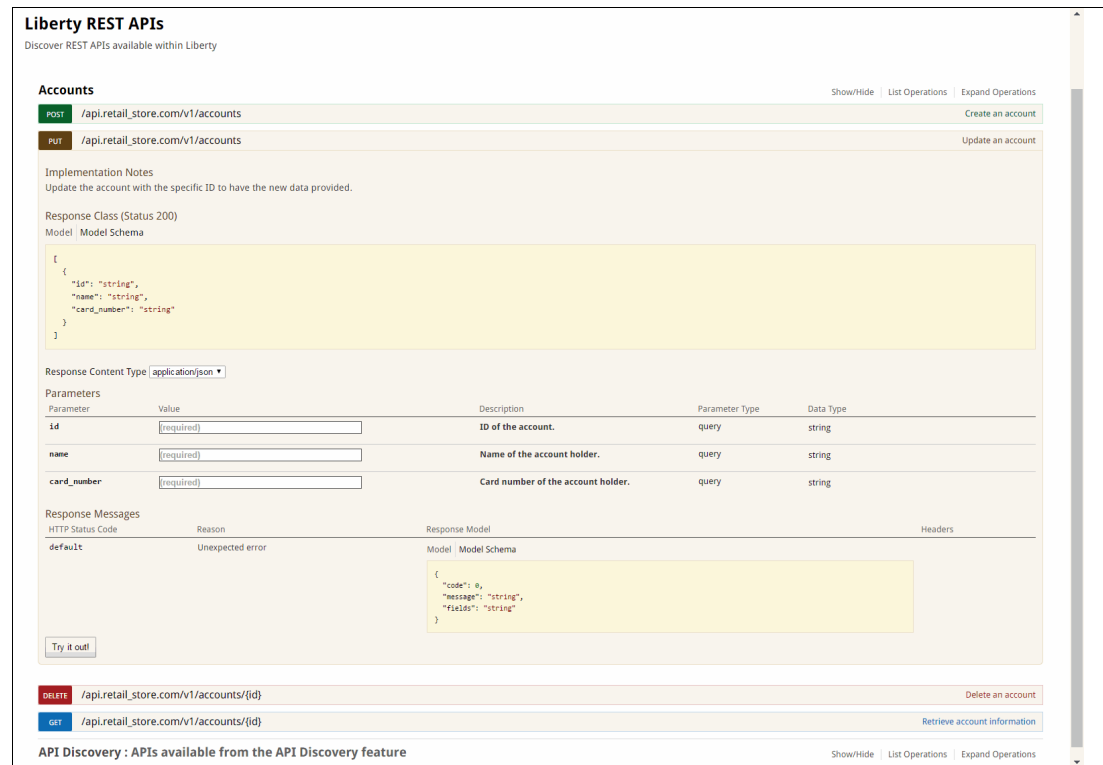 Liberty REST APIs
Discover REST APIs available within Liberty
Accounts
Show/Hide | List Operations | Expand Operations
POST /api.retail_store.com/v1/accounts Create an account
PUT /api.retail_store.com/v1/accounts Update an account
Implementation Notes
Update the account with the specific ID to have the new data provided.
Response Class (Status 200)
Model | Model Schema
[
{
"id": "string",
"name": "string",
"card_number": "string"
}
]
Response Content Type application/json
Parameters
Parameter Value Description Parameter Type Data Type
id (required) ID of the account. query string
name (required) Name of the account holder. query string
card_number (required) Card number of the account holder. query string
Response Messages
HTTP Status Code Reason Response Model Headers
default Unexpected error Model | Model Schema
{
"code": 0,
"message": "string",
"fields": "string"
}
Try it out!
DELETE /api.retail_store.com/v1/accounts/{id} Delete an account
GET /api.retail_store.com/v1/accounts/{id} Retrieve account information
API Discovery : APIs available from the API Discovery feature Show/Hide | List Operations | Expand Operations